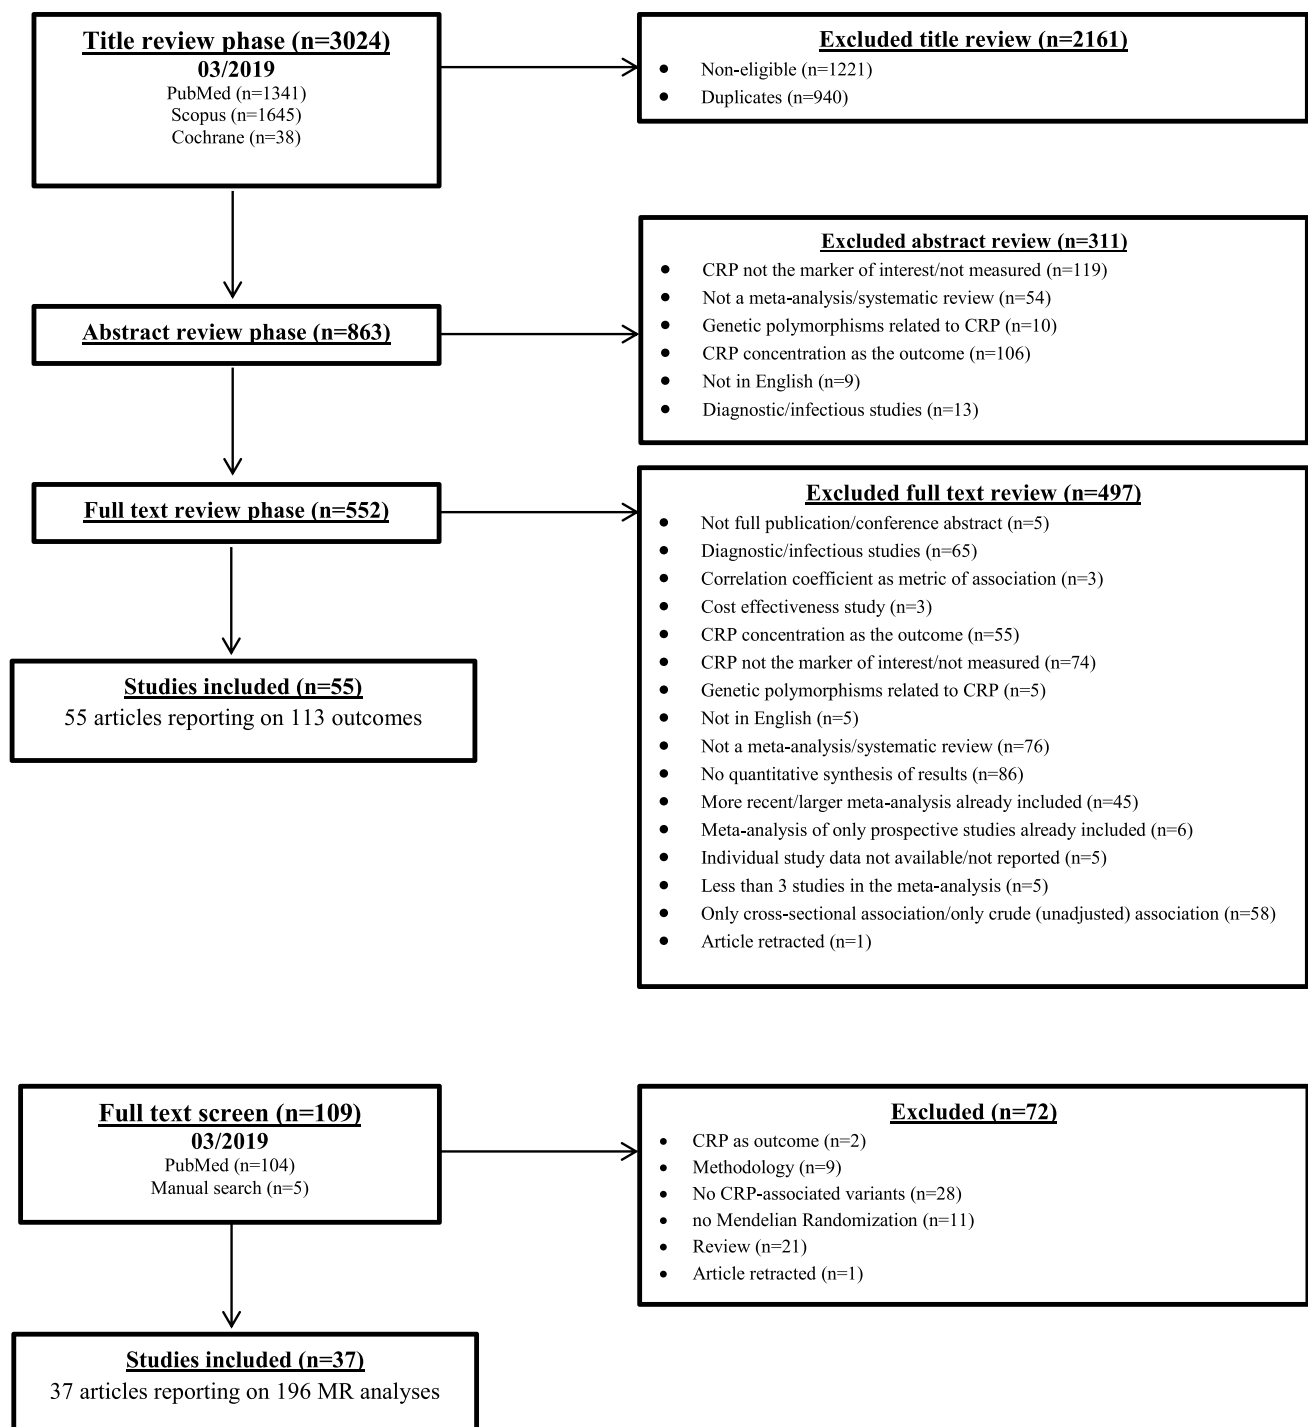 Title review phase (n=3024)
03/2019
PubMed (n=1341)
Scopus (n=1645)
Cochrane (n=38)
Excluded title review (n=2161)
• Non-eligible (n=1221)
• Duplicates (n=940)
Abstract review phase (n=863)
Excluded abstract review (n=311)
• CRP not the marker of interest/not measured (n=119)
• Not a meta-analysis/systematic review (n=54)
• Genetic polymorphisms related to CRP (n=10)
• CRP concentration as the outcome (n=106)
• Not in English (n=9)
• Diagnostic/infectious studies (n=13)
Full text review phase (n=552)
Excluded full text review (n=497)
• Not full publication/conference abstract (n=5)
• Diagnostic/infectious studies (n=65)
• Correlation coefficient as metric of association (n=3)
• Cost effectiveness study (n=3)
• CRP concentration as the outcome (n=55)
• CRP not the marker of interest/not measured (n=74)
• Genetic polymorphisms related to CRP (n=5)
• Not in English (n=5)
• Not a meta-analysis/systematic review (n=76)
• No quantitative synthesis of results (n=86)
• More recent/larger meta-analysis already included (n=45)
• Meta-analysis of only prospective studies already included (n=6)
• Individual study data not available/not reported (n=5)
• Less than 3 studies in the meta-analysis (n=5)
• Only cross-sectional association/only crude (unadjusted) association (n=58)
• Article retracted (n=1)
Studies included (n=55)
55 articles reporting on 113 outcomes
Full text screen (n=109)
03/2019
PubMed (n=104)
Manual search (n=5)
Excluded (n=72)
• CRP as outcome (n=2)
• Methodology (n=9)
• No CRP-associated variants (n=28)
• no Mendelian Randomization (n=11)
• Review (n=21)
• Article retracted (n=1)
Studies included (n=37)
37 articles reporting on 196 MR analyses